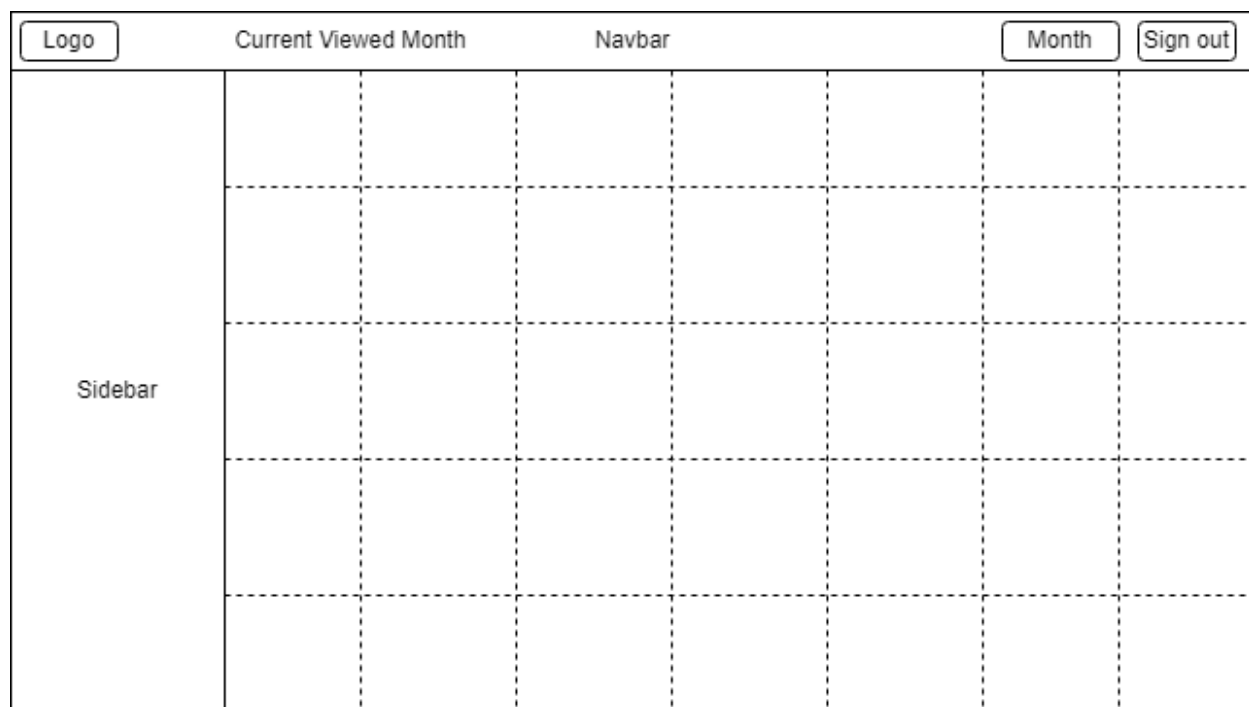 Logo
Current Viewed Month
Navbar
Month
Sign out
Sidebar